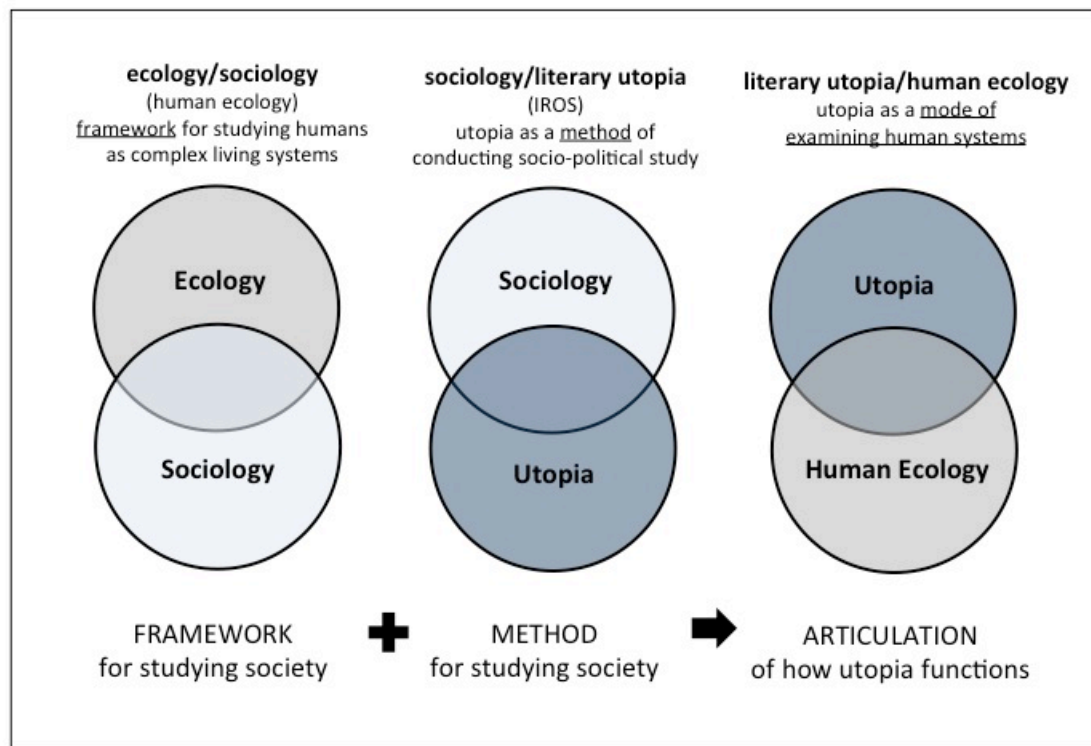 ecology/sociology
(human ecology)
framework for studying humans
as complex living systems
Ecology
Sociology
FRAMEWORK
for studying society
sociology/literary utopia
(IROS)
utopia as a method of
conducting socio-political study
Sociology
Utopia
METHOD
for studying society
literary utopia/human ecology
utopia as a mode of
examining human systems
Utopia
Human Ecology
ARTICULATION
of how utopia functions